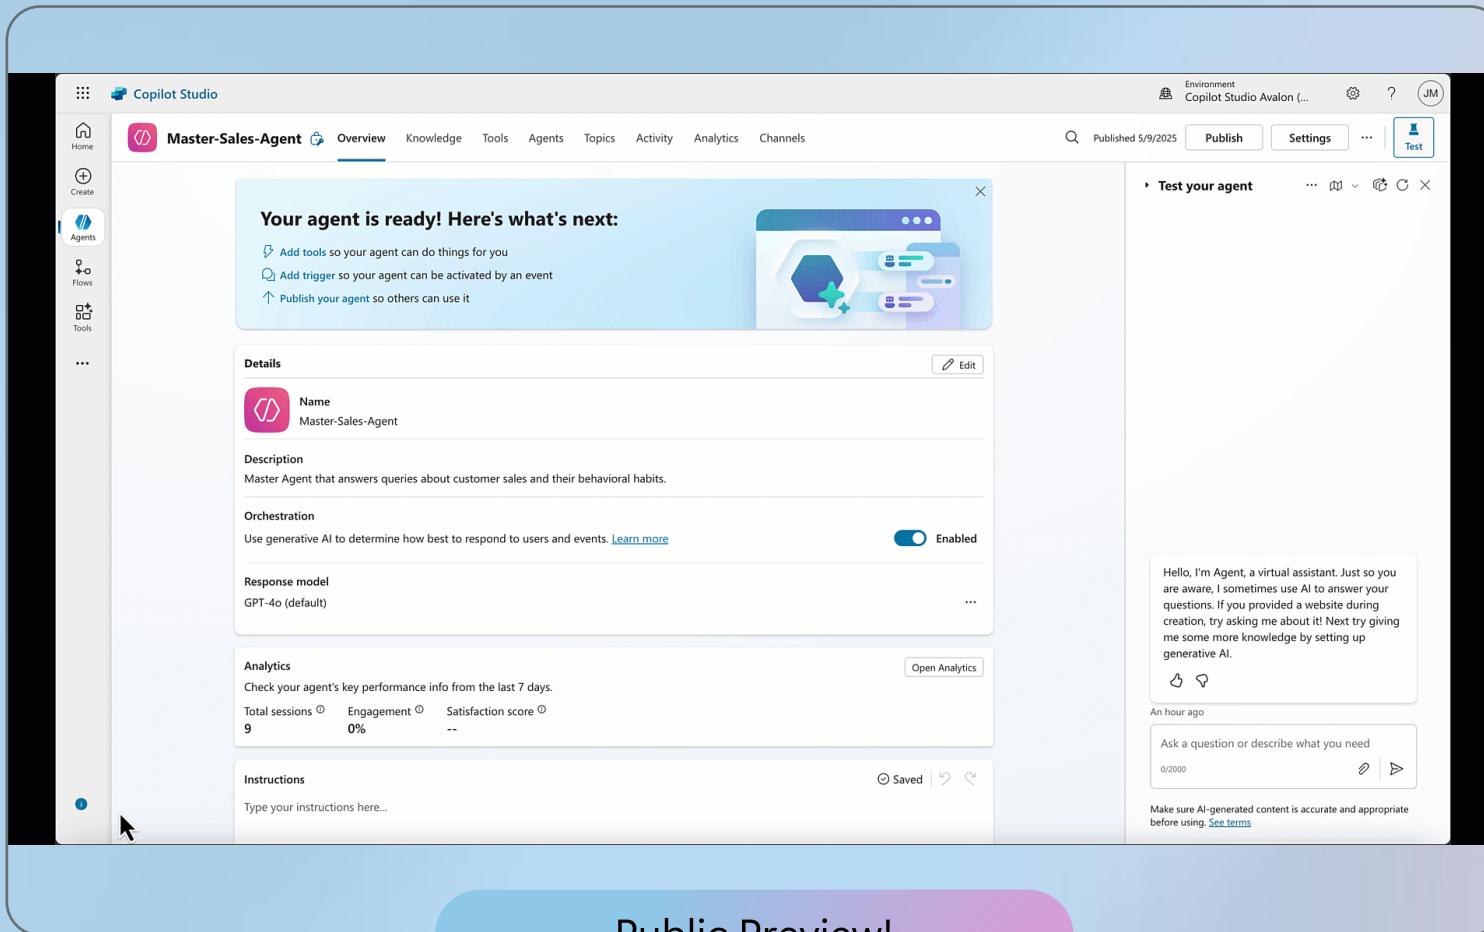 Copilot Studio
Environment
Copilot Studio Avalon (...
?
JM
Home
Create
Agents
Flows
Tools
Master-Sales-Agent
Overview
Knowledge
Tools
Agents
Topics
Activity
Analytics
Channels
Published 5/9/2025
Publish
Settings
...
Test
Your agent is ready! Here's what's next:
Add tools so your agent can do things for you
Add trigger so your agent can be activated by an event
Publish your agent so others can use it
Details
Edit
Name
Master-Sales-Agent
Description
Master Agent that answers queries about customer sales and their behavioral habits.
Orchestration
Use generative AI to determine how best to respond to users and events. Learn more
Enabled
Response model
GPT-4o (default)
Analytics
Open Analytics
Check your agent's key performance info from the last 7 days.
Total sessions
Engagement
Satisfaction score
9
0%
--
Instructions
Saved
Type your instructions here...
Test your agent
Hello, I'm Agent, a virtual assistant. Just so you
are aware, I sometimes use AI to answer your
questions. If you provided a website during
creation, try asking me about it! Next try giving
me some more knowledge by setting up
generative AI.
An hour ago
Ask a question or describe what you need
0/2000
Make sure AI-generated content is accurate and appropriate
before using. See terms
Public Preview!